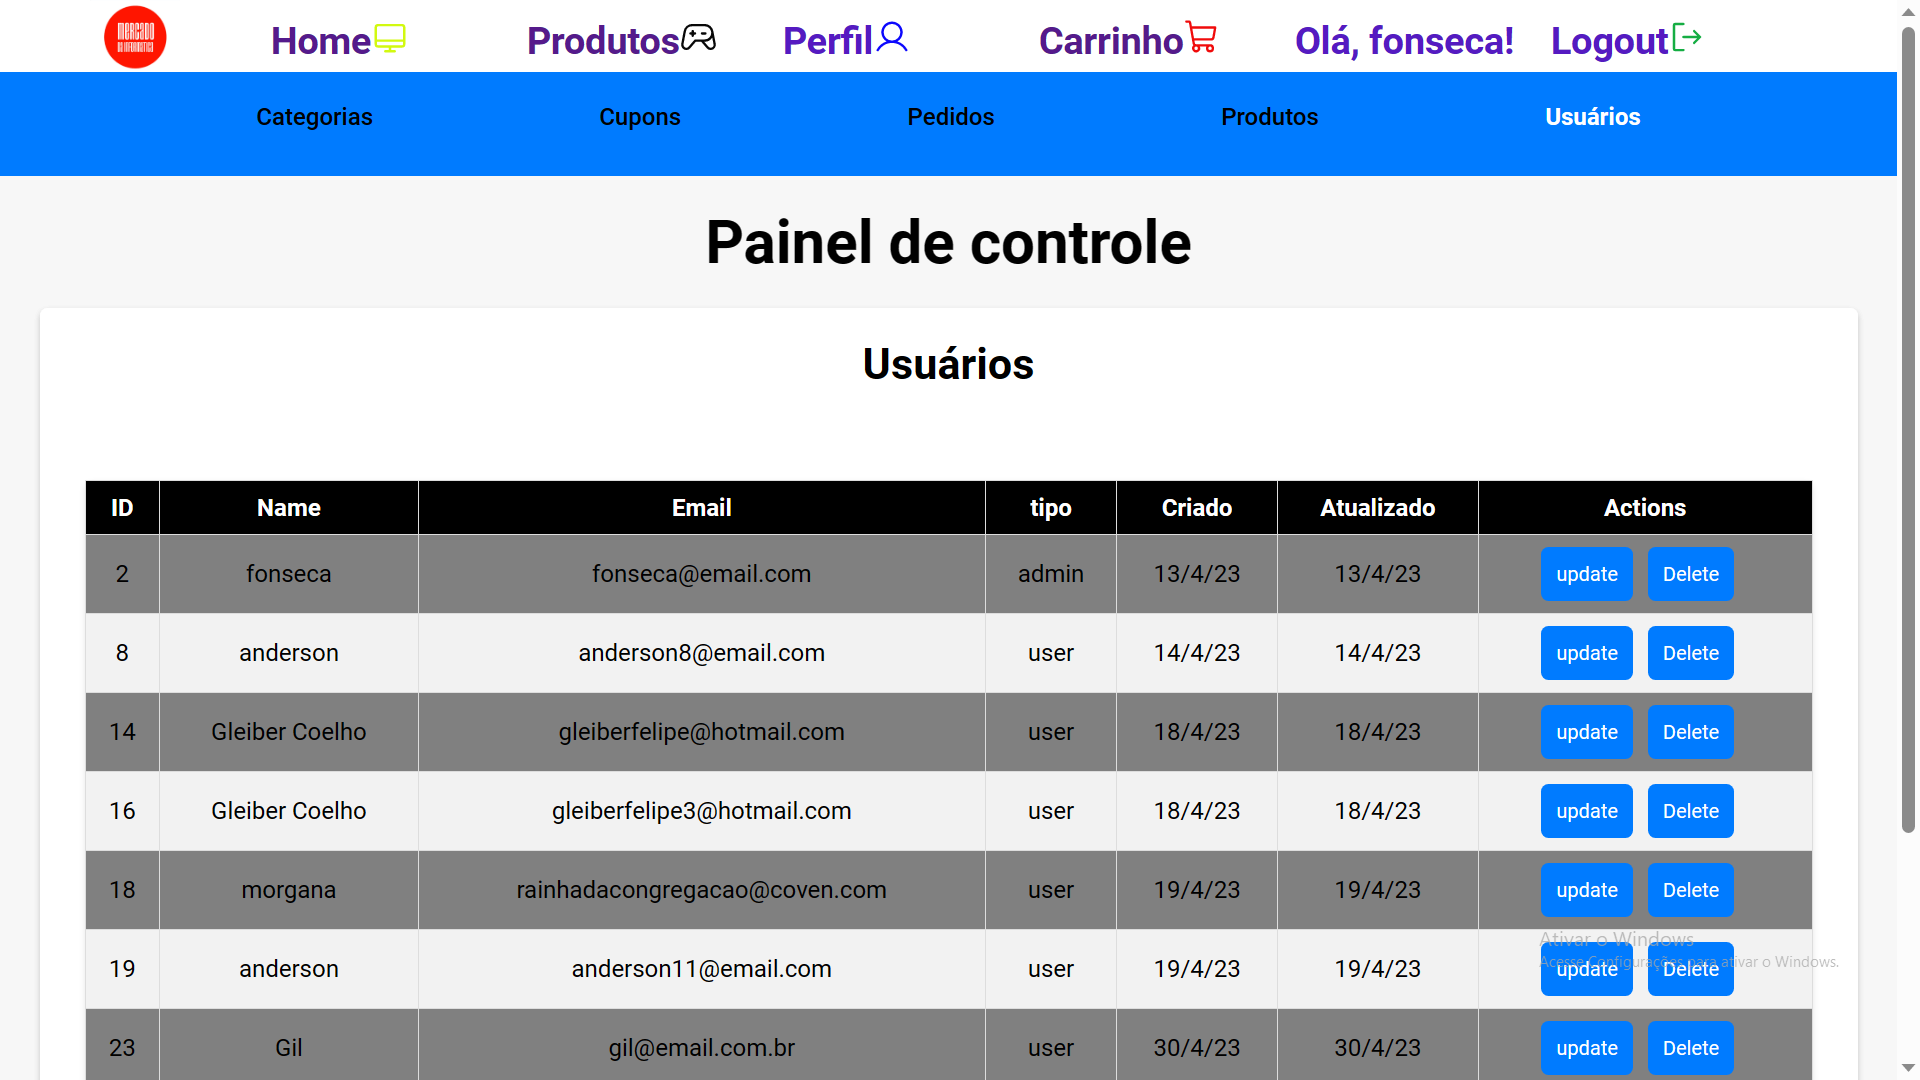 MERCADO
DA INFORMÁTICA
Home Produtos Perfil Carrinho Olá, fonseca! Logout
Categorias Cupons Pedidos Produtos Usuários
Painel de controle
Usuários
ID Name Email tipo Criado Atualizado Actions
2 fonseca fonseca@email.com admin 13/4/23 13/4/23 update Delete
8 anderson anderson8@email.com user 14/4/23 14/4/23 update Delete
14 Gleiber Coelho gleiberfelipe@hotmail.com user 18/4/23 18/4/23 update Delete
16 Gleiber Coelho gleiberfelipe3@hotmail.com user 18/4/23 18/4/23 update Delete
18 morgana rainhadacongregacao@coven.com user 19/4/23 19/4/23 update Delete
19 anderson anderson11@email.com user 19/4/23 19/4/23 update Delete
Ativar o Windows
Acesse Configurações para ativar o Windows.
23 Gil gil@email.com.br user 30/4/23 30/4/23 update Delete